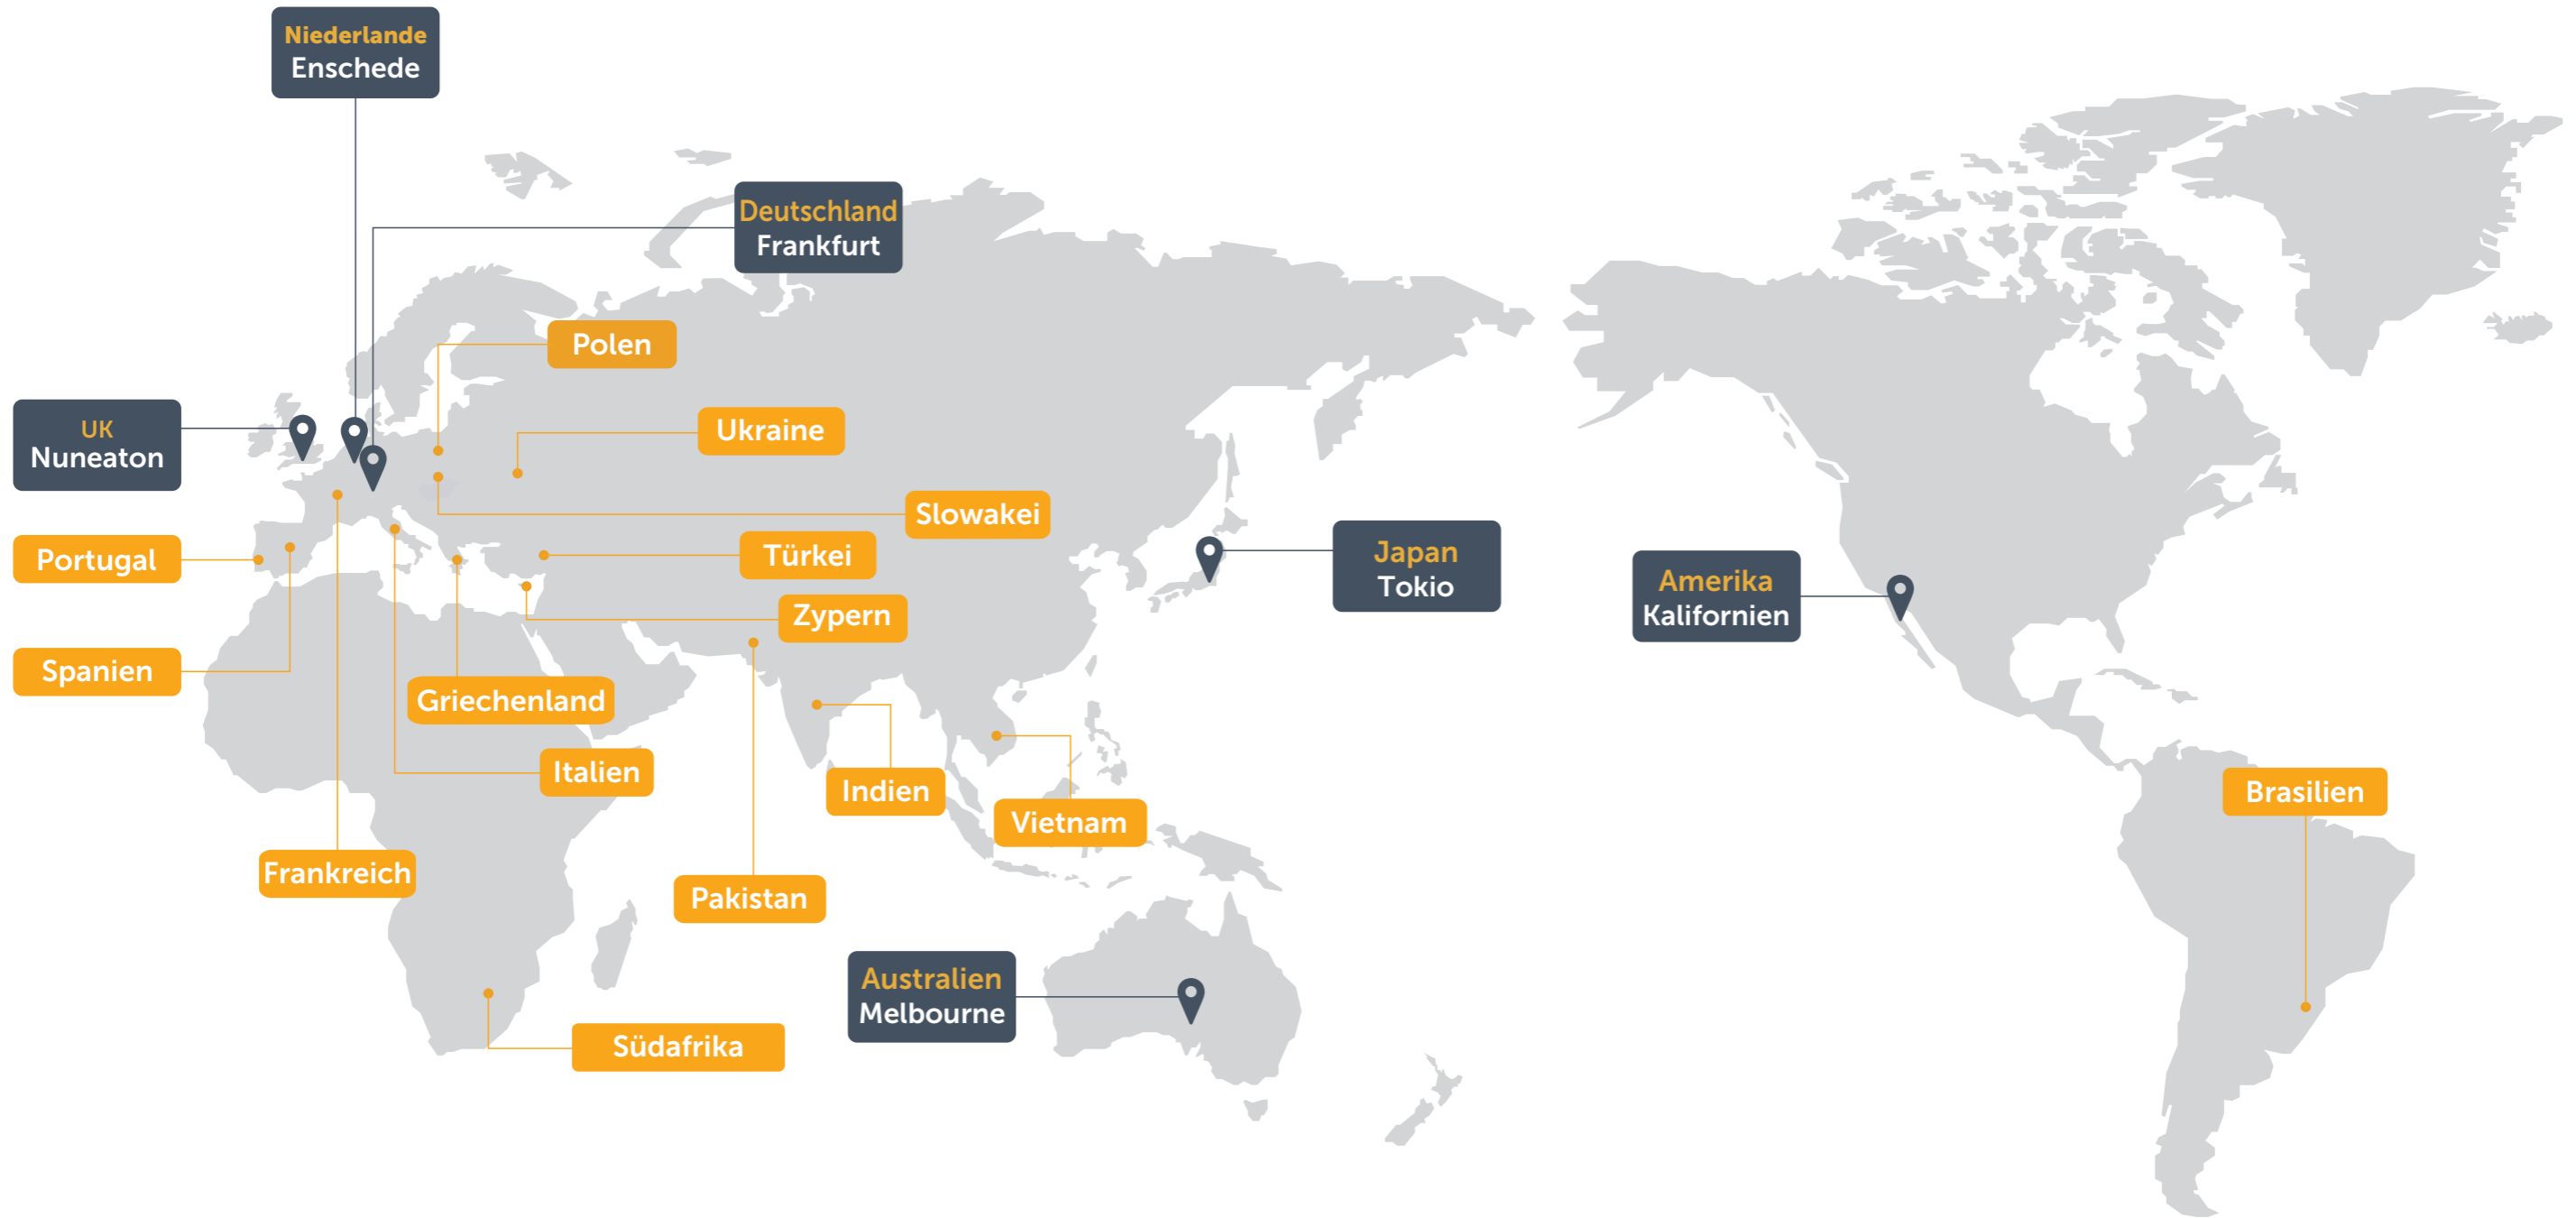 Niederlande
Enschede
Deutschland
Frankfurt
Polen
UK
Nuneaton
Ukraine
Slowakei
Portugal
Türkei
Japan
Tokio
Amerika
Kalifornien
Zypern
Spanien
Griechenland
Italien
Indien
Vietnam
Brasilien
Frankreich
Pakistan
Australien
Melbourne
Südafrika